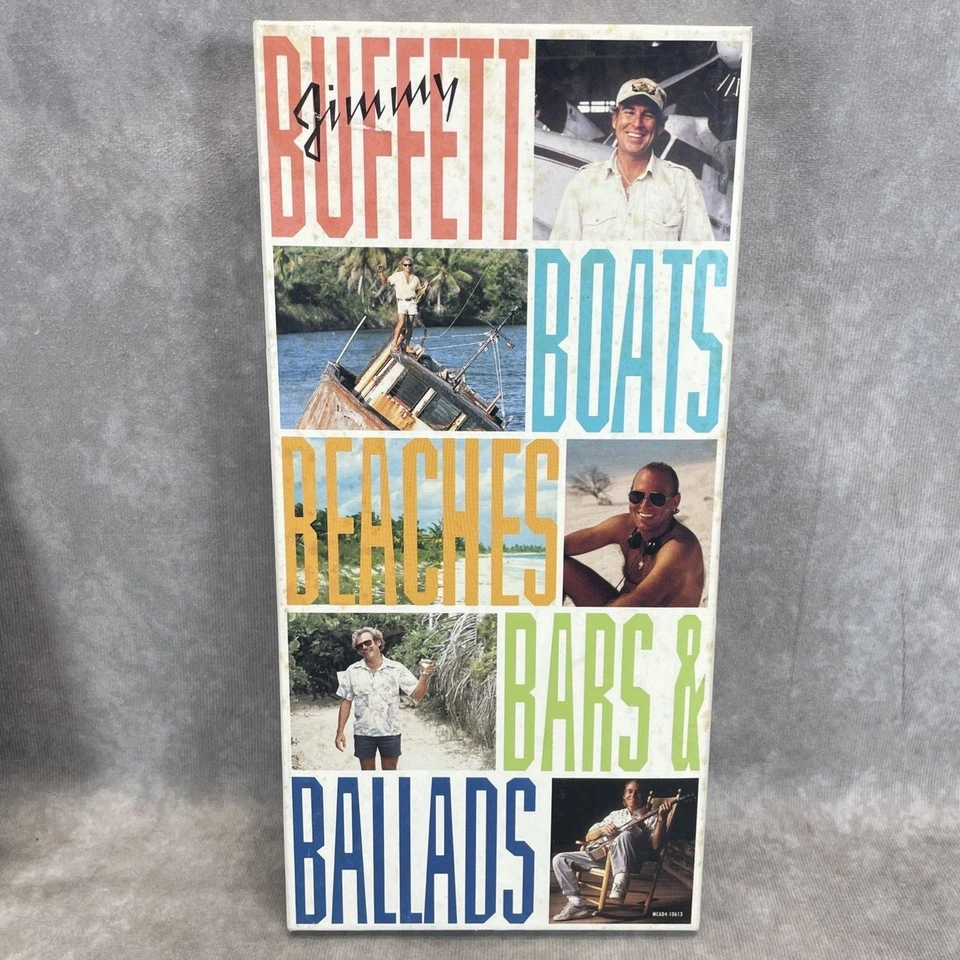 Jimmy
BUFFETT
BOATS
BEACHES
BARS &
BALLADS
MCAD4-10613